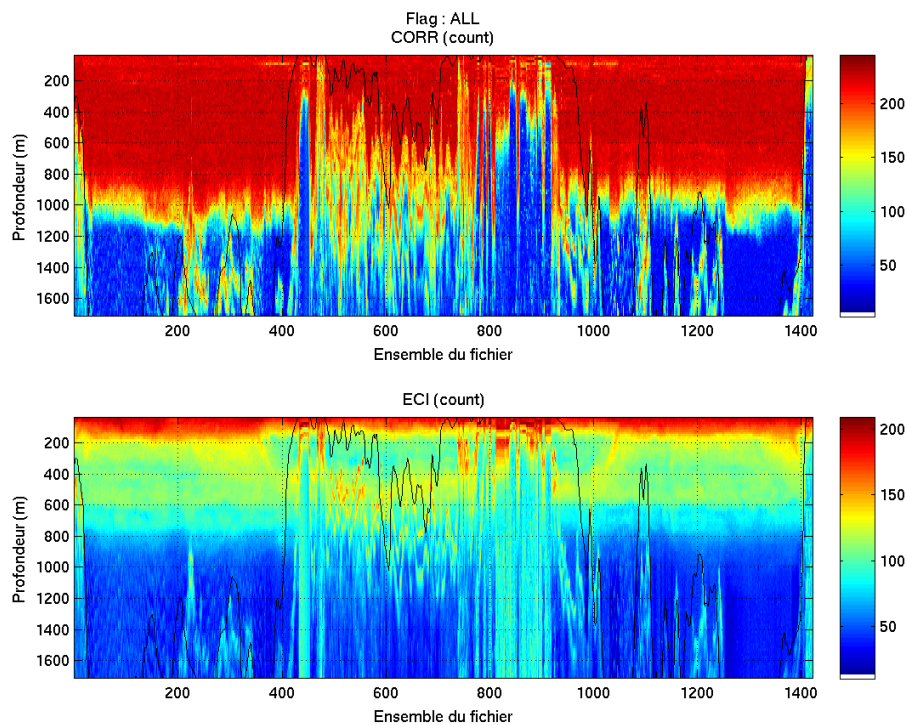 Flag : ALL
CORR (count)
Profondeur (m)
200
400
600
800
1000
1200
1400
1600
200 400 600 800 1000 1200 1400
Ensemble du fichier
200
150
100
50
ECI (count)
Profondeur (m)
200
400
600
800
1000
1200
1400
1600
200 400 600 800 1000 1200 1400
Ensemble du fichier
200
150
100
50